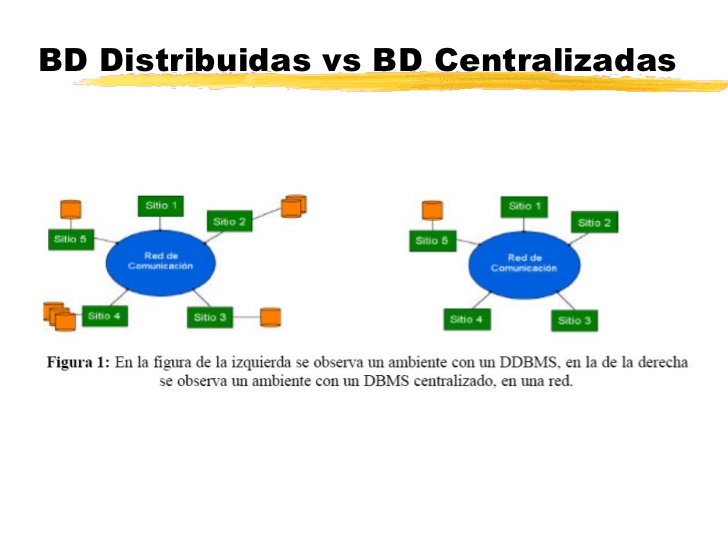 BD Distribuidas vs BD Centralizadas
Sitio 1
Sitio 2
Sitio 5
Red de
Comunicación
Sitio 4
Sitio 3
Sitio 1
Sitio 2
Sitio 5
Red de
Comunicación
Sitio 4
Sitio 3
Figura 1: En la figura de la izquierda se observa un ambiente con un DDBMS, en la de la derecha
se observa un ambiente con un DBMS centralizado, en una red.